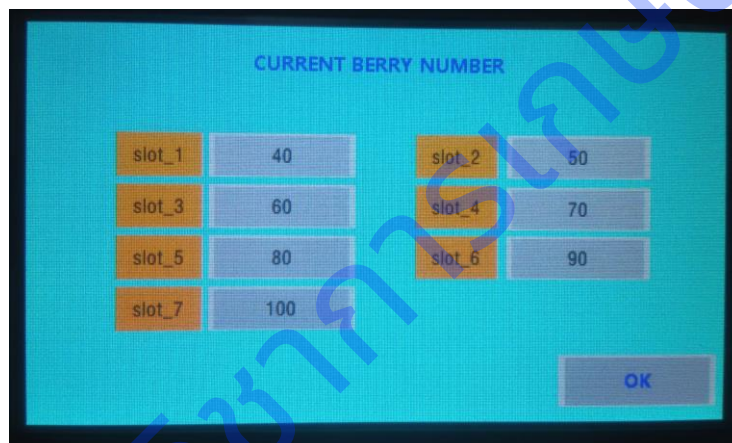 CURRENT BERRY NUMBER
slot_1 40 slot_2 50
slot_3 60 slot_4 70
slot_5 80 slot_6 90
slot_7 100
OK